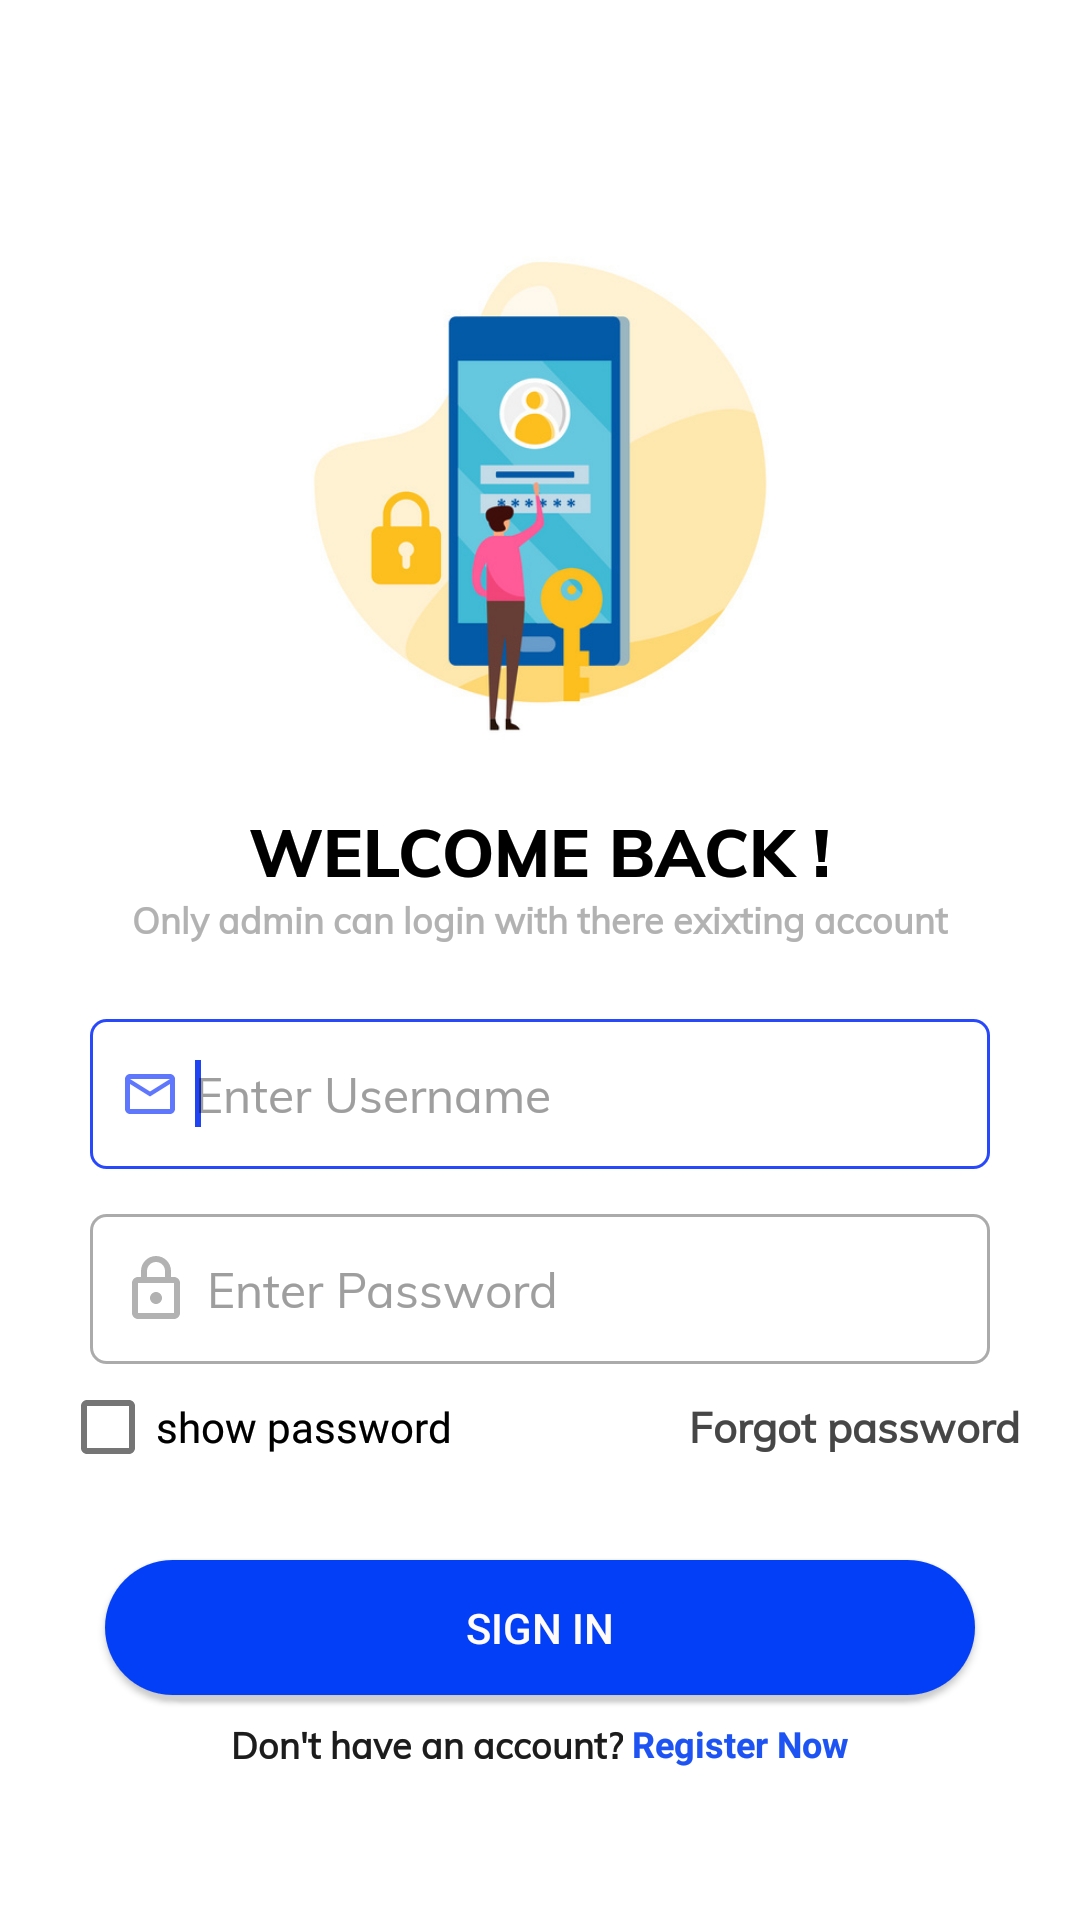 ******
WELCOME BACK !
Only admin can login with there exixting account
Enter Username
Enter Password
show password Forgot password
SIGN IN
Don't have an account? Register Now